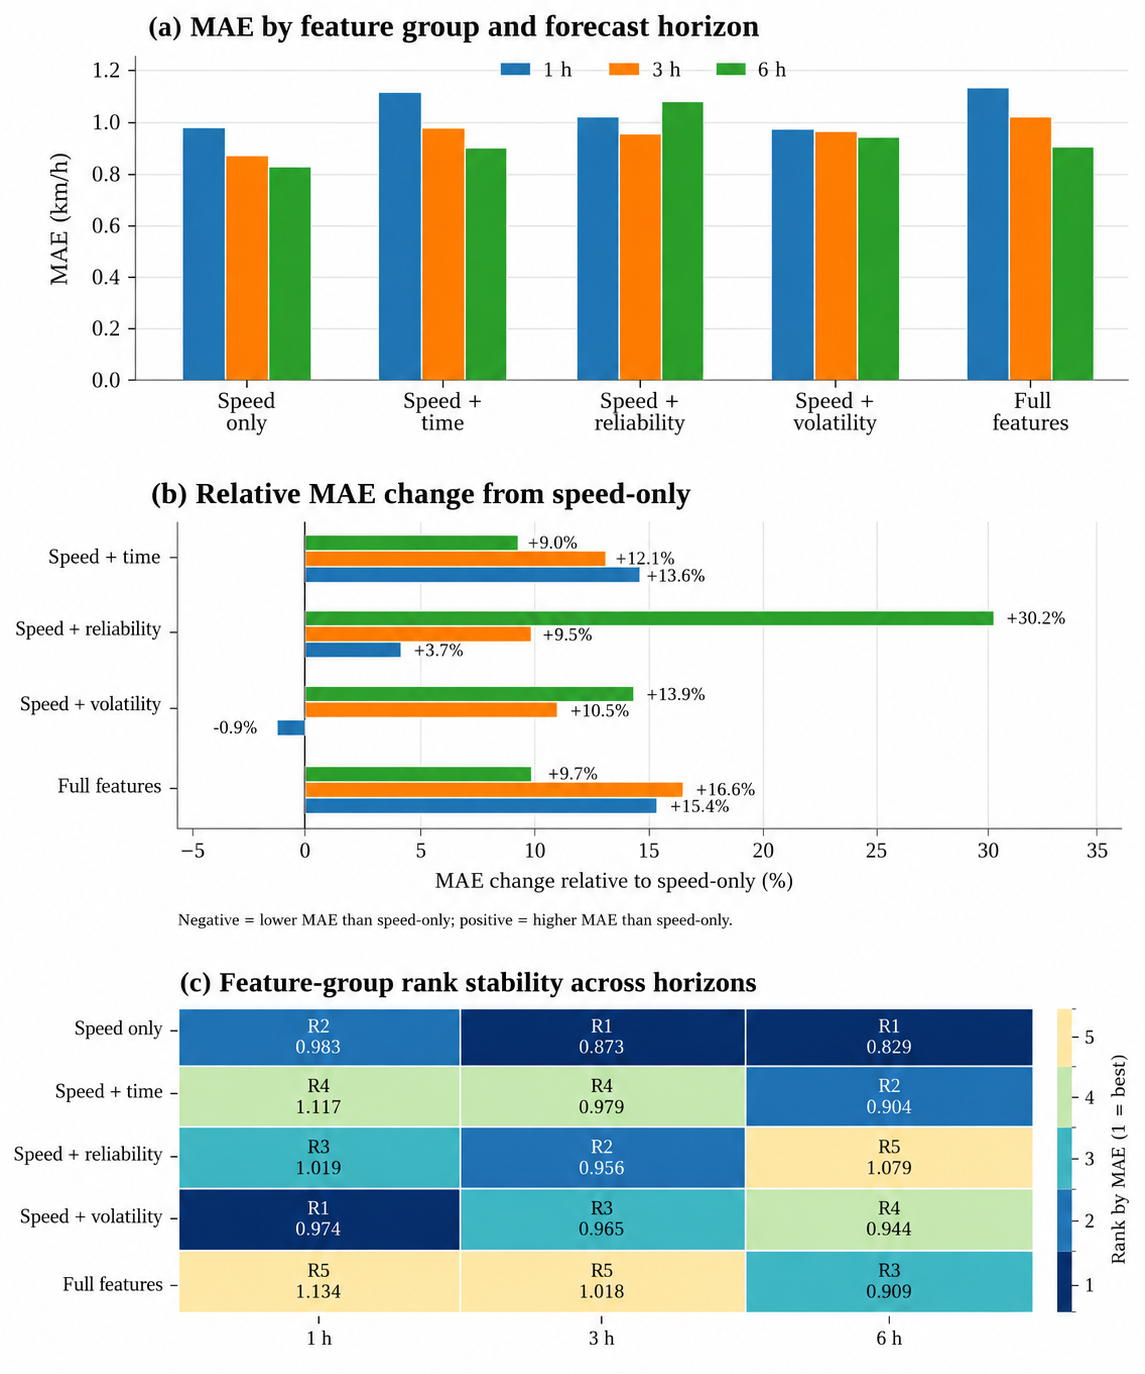 (a) MAE by feature group and forecast horizon
1 h 3 h 6 h
1.2
1.0
0.8
0.6
0.4
0.2
0.0
MAE (km/h)
Speed only
Speed + time
Speed + reliability
Speed + volatility
Full features
(b) Relative MAE change from speed-only
Speed + time
+9.0%
+12.1%
+13.6%
Speed + reliability
+30.2%
+9.5%
+3.7%
Speed + volatility
+13.9%
+10.5%
-0.9%
Full features
+9.7%
+16.6%
+15.4%
−5 0 5 10 15 20 25 30 35
MAE change relative to speed-only (%)
Negative = lower MAE than speed-only; positive = higher MAE than speed-only.
(c) Feature-group rank stability across horizons
Speed only
R2 R1 R1
0.983 0.873 0.829
Speed + time
R4 R4 R2
1.117 0.979 0.904
Speed + reliability
R3 R2 R5
1.019 0.956 1.079
Speed + volatility
R1 R3 R4
0.974 0.965 0.944
Full features
R5 R5 R3
1.134 1.018 0.909
1 h 3 h 6 h
5
4
3
2
1
Rank by MAE (1 = best)